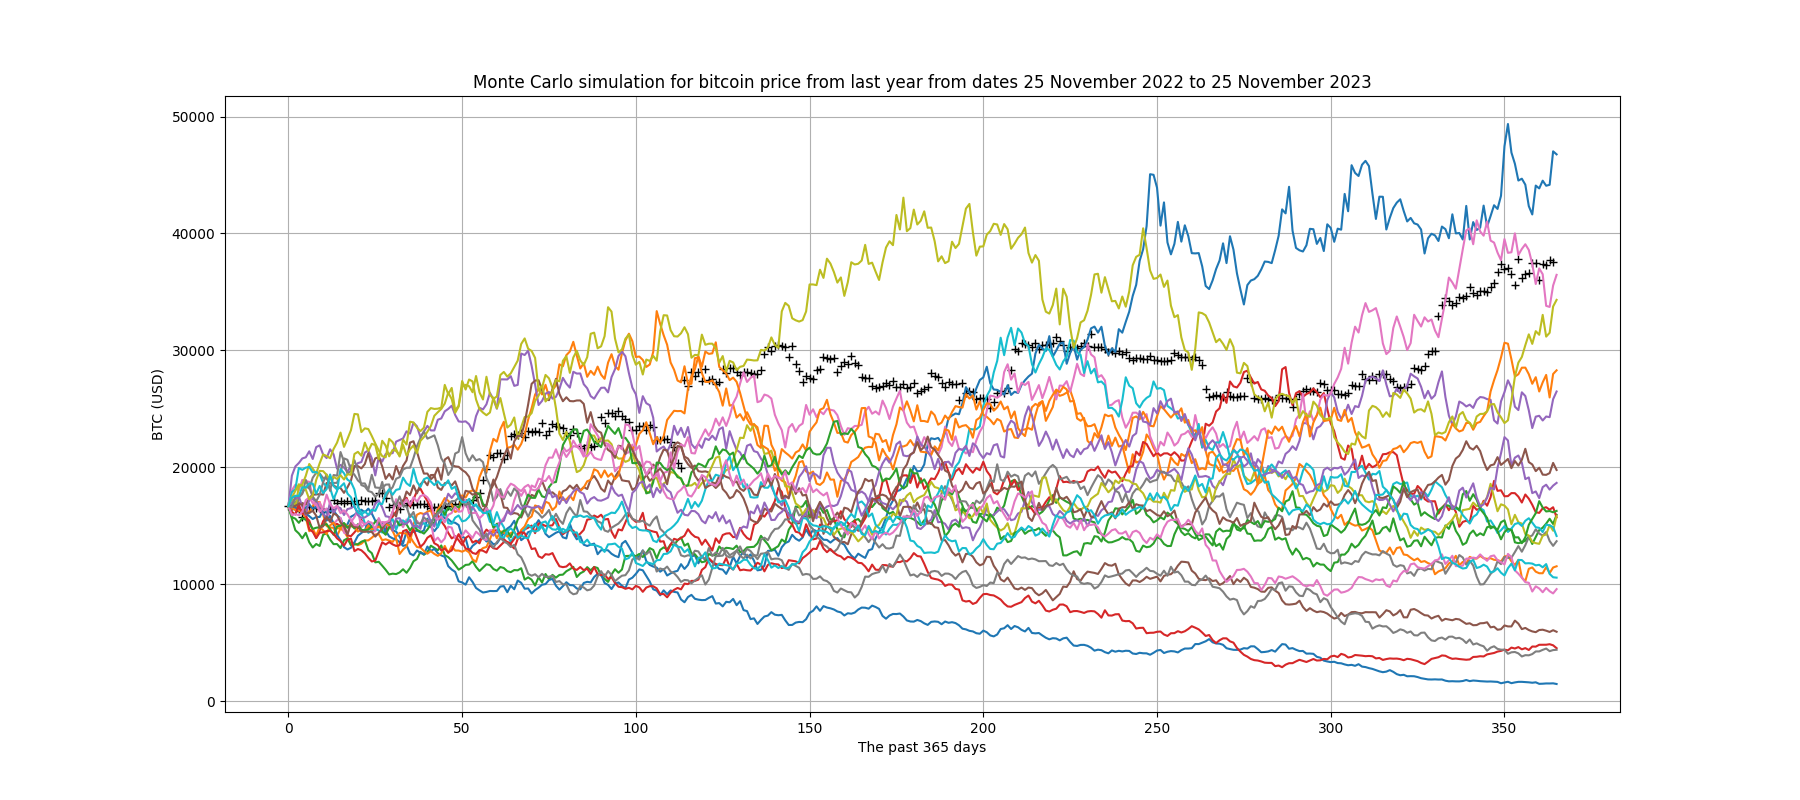 Monte Carlo simulation for bitcoin price from last year from dates 25 November 2022 to 25 November 2023
50000
40000
30000
20000
10000
0
BTC (USD)
0 50 100 150 200 250 300 350
The past 365 days